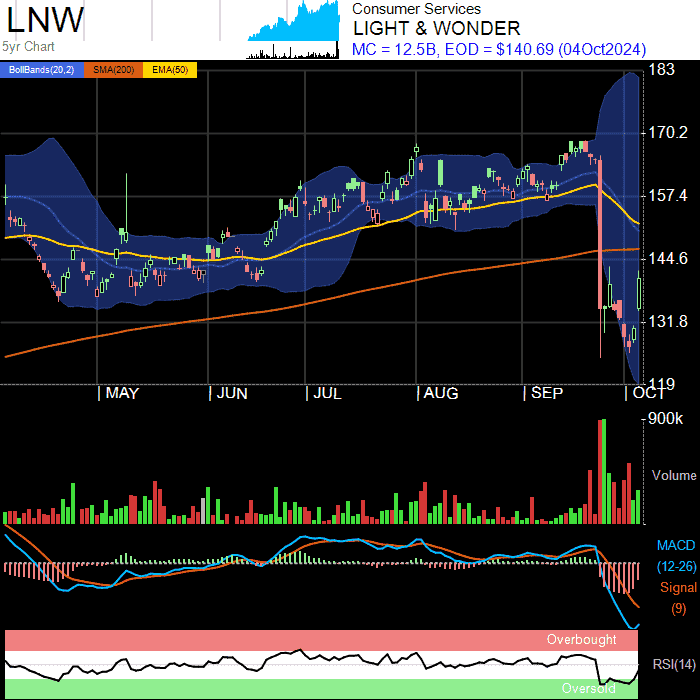 LNW
5yr Chart
Consumer Services
LIGHT & WONDER
MC = 12.5B, EOD = $140.69 (04Oct2024)
BollBands(20,2) SMA(200) EMA(50)
183
170.2
157.4
144.6
131.8
119
MAY JUN JUL AUG SEP OCT
900k
Volume
MACD
(12-26)
Signal
(9)
Overbought
RSI(14)
Oversold